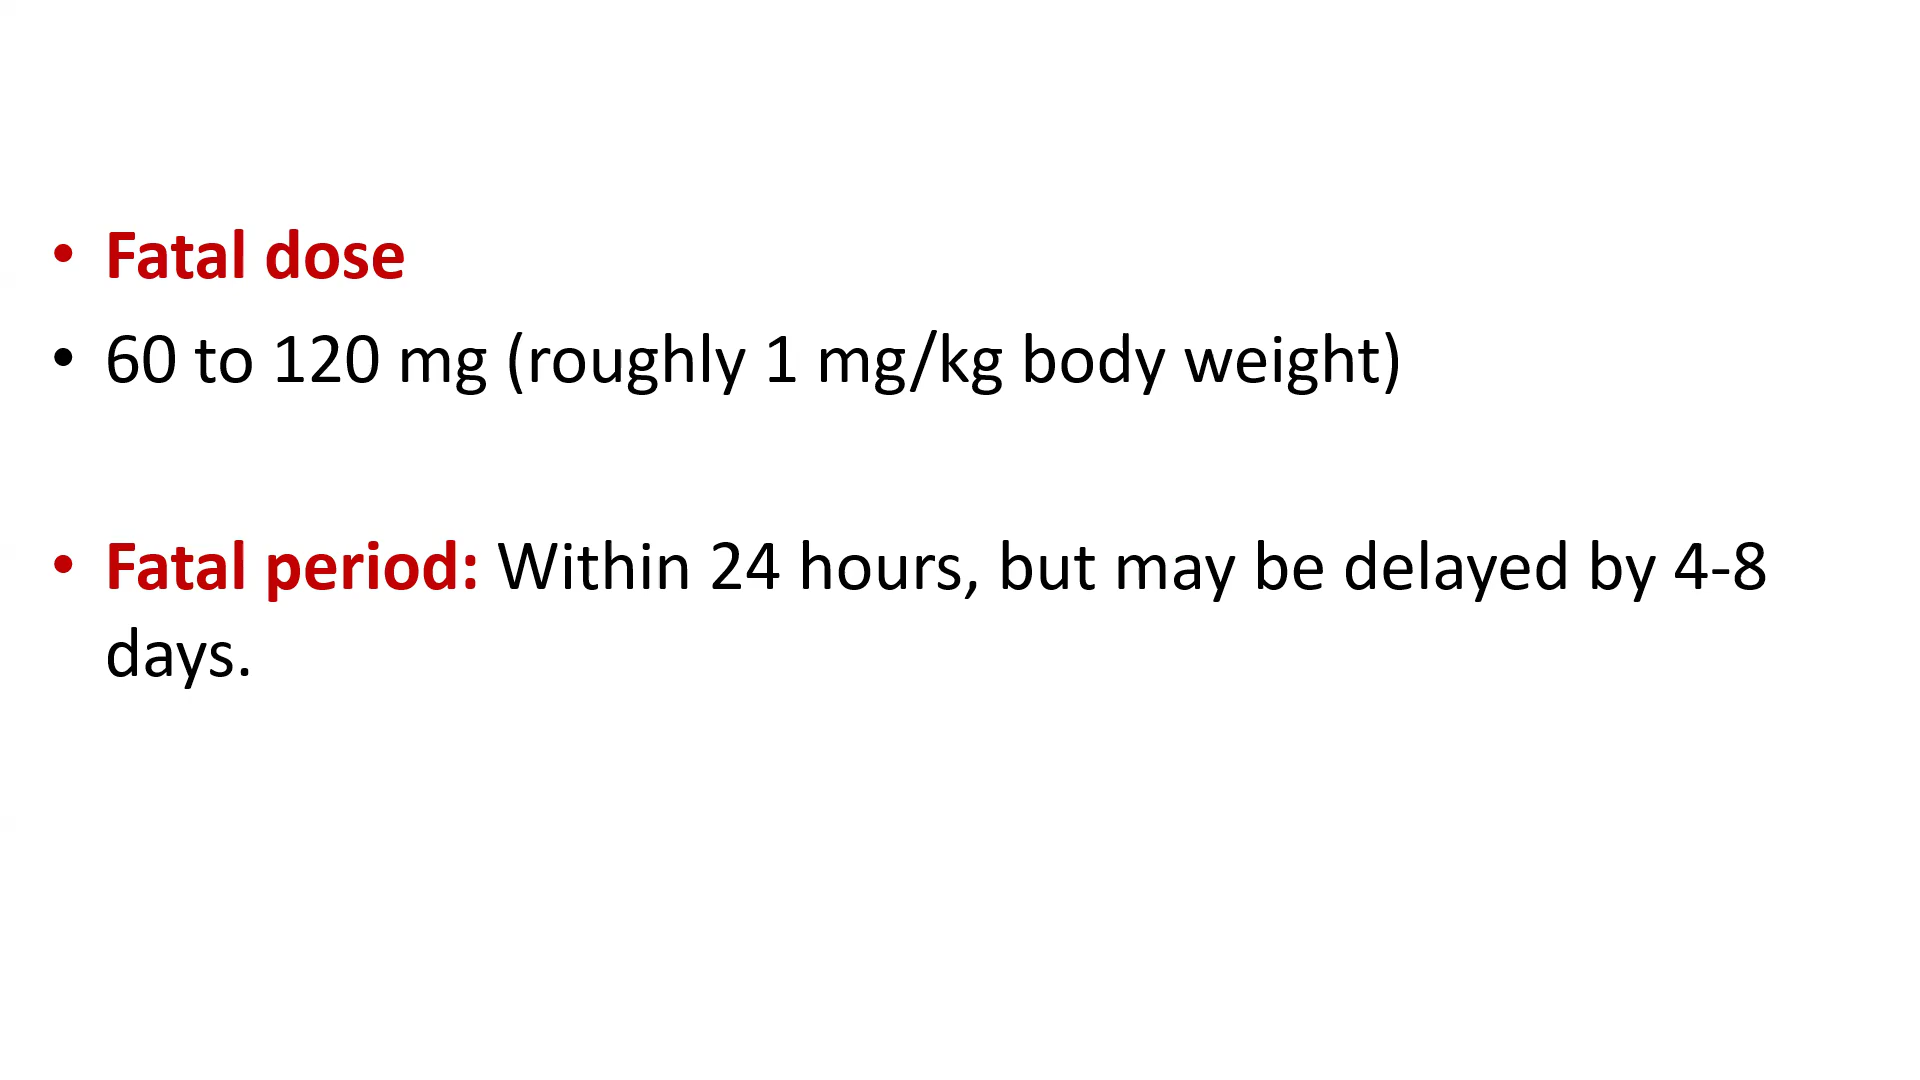 • Fatal dose
• 60 to 120 mg (roughly 1 mg/kg body weight)
• Fatal period: Within 24 hours, but may be delayed by 4-8
days.